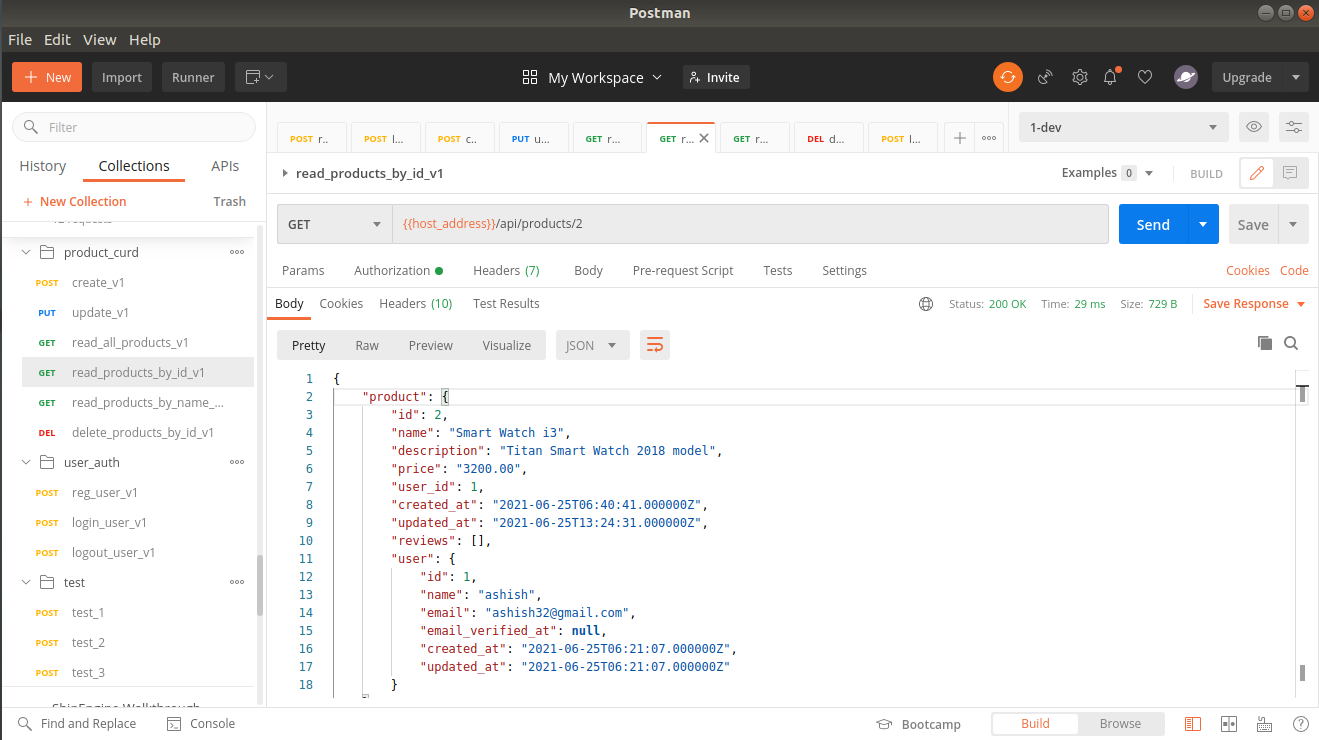 Postman
File Edit View Help
+ New Import Runner My Workspace Invite Upgrade
Filter
History Collections APIs
+ New Collection Trash
product_curd
POST create_v1
PUT update_v1
GET read_all_products_v1
GET read_products_by_id_v1
GET read_products_by_name_...
DEL delete_products_by_id_v1
user_auth
POST reg_user_v1
POST login_user_v1
POST logout_user_v1
test
POST test_1
POST test_2
POST test_3
POST r.. POST l... POST c.. PUT u... GET r... GET r... GET r... DEL d... POST l...
1-dev
read_products_by_id_v1 Examples 0 BUILD
GET {{host_address}}/api/products/2 Send Save
Params Authorization Headers (7) Body Pre-request Script Tests Settings Cookies Code
Body Cookies Headers (10) Test Results Status: 200 OK Time: 29 ms Size: 729 B Save Response
Pretty Raw Preview Visualize JSON
1 {
2 "product": {
3 "id": 2,
4 "name": "Smart Watch i3",
5 "description": "Titan Smart Watch 2018 model",
6 "price": "3200.00",
7 "user_id": 1,
8 "created_at": "2021-06-25T06:40:41.000000Z",
9 "updated_at": "2021-06-25T13:24:31.000000Z",
10 "reviews": [],
11 "user": {
12 "id": 1,
13 "name": "ashish",
14 "email": "ashish32@gmail.com",
15 "email_verified_at": null,
16 "created_at": "2021-06-25T06:21:07.000000Z",
17 "updated_at": "2021-06-25T06:21:07.000000Z"
18 }
Find and Replace Console Bootcamp Build Browse